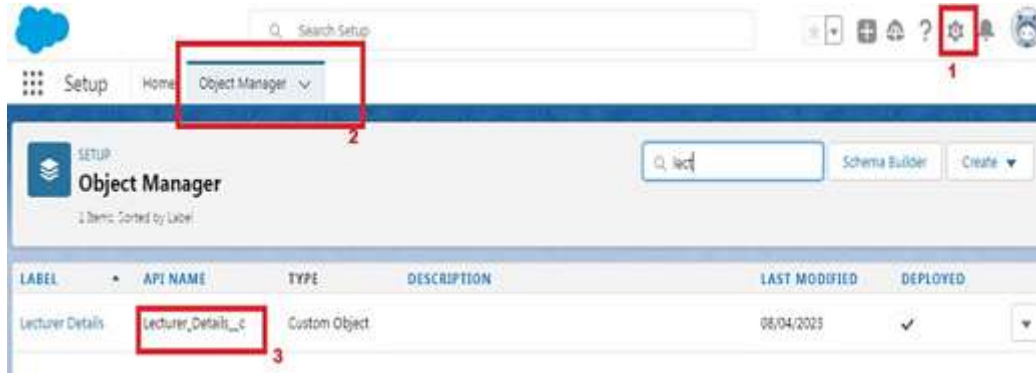 Search Setup
1
Setup Home Object Manager
2
SETUP
Object Manager
Items, Sorted by Label
lect
Schema Builder
Create
LABEL API NAME TYPE DESCRIPTION LAST MODIFIED DEPLOYED
Lecturer Details Lecturer_Details__c Custom Object 08/04/2023
3